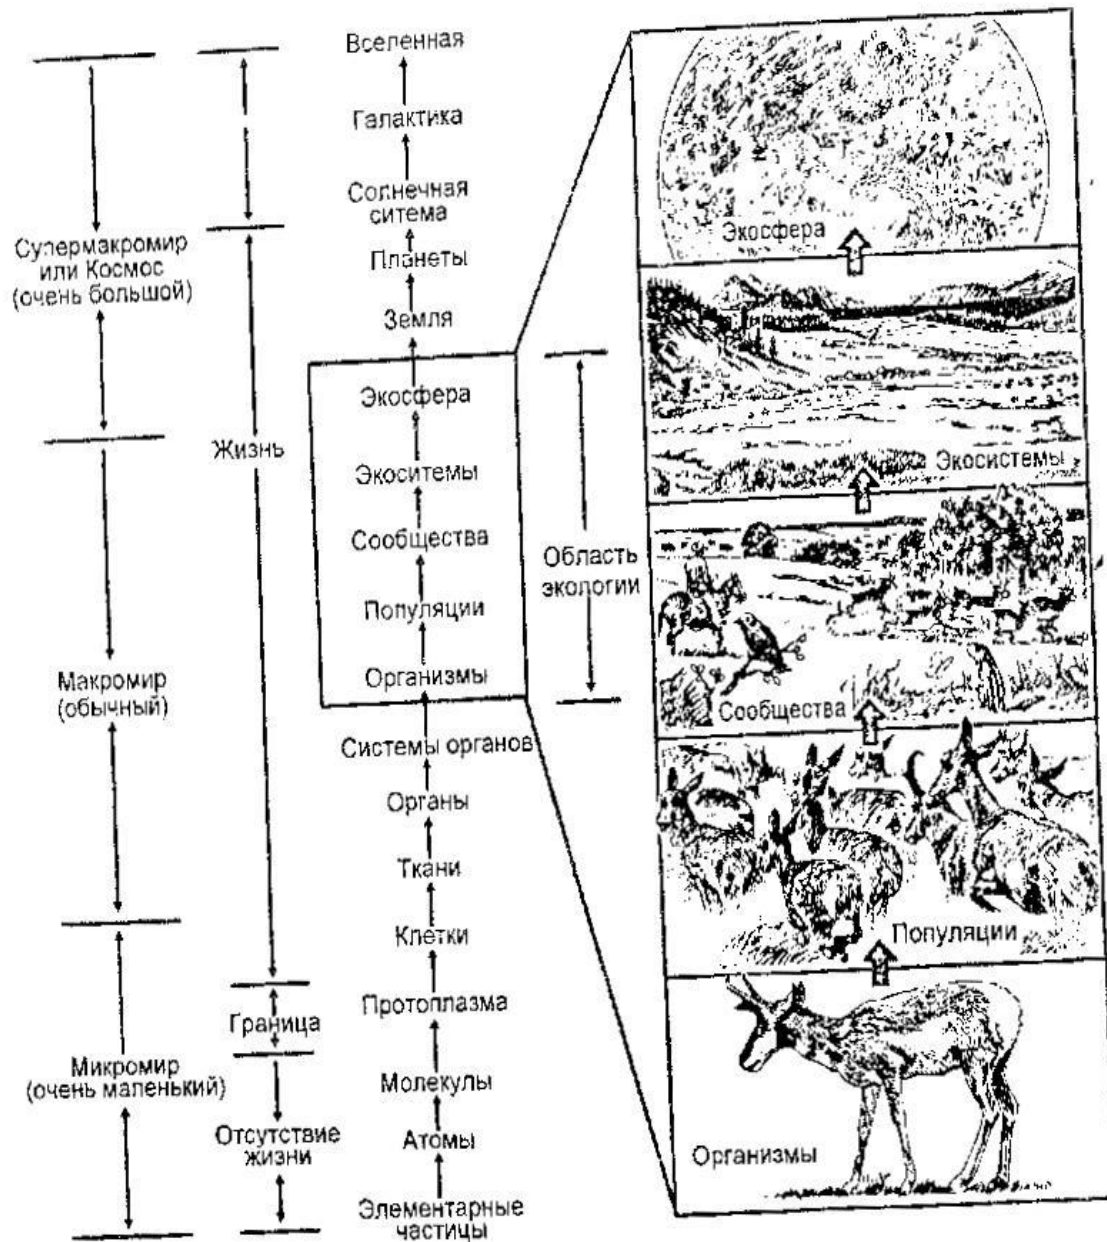 Вселенная
Галактика
Солнечная
ситема
Планеты
Земля
Экосфера
Экоситемы
Сообщества
Популяции
Организмы
Системы органов
Органы
Ткани
Клетки
Протоплазма
Молекулы
Атомы
Элементарные
частицы
Супермакромир
или Космос
(очень большой)
Макромир
(обычный)
Микромир
(очень маленький)
Жизнь
Граница
Отсутствие
жизни
Область
экологии
Экосфера
Экосистемы
Сообщества
Популяции
Организмы